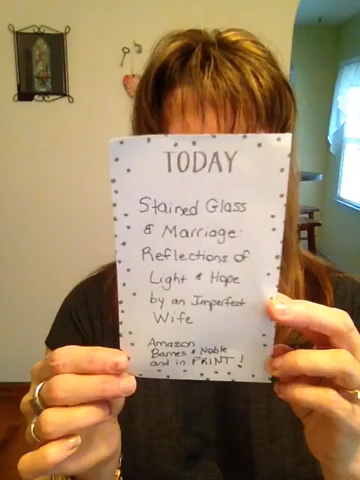 TODAY
Stained Glass
& Marriage:
Reflections of
Light & Hope
by an Imperfect
Wife
Amazon
Barnes & Noble
and in PRINT!